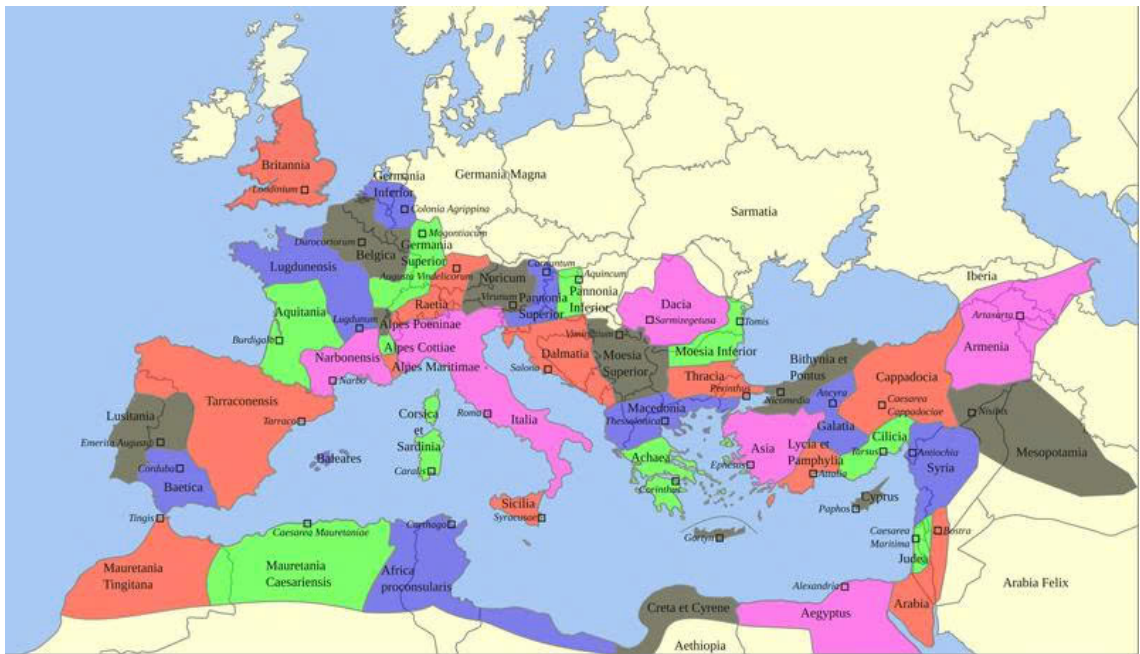 Britannia
Londinium
Germania
Inferior
Colonia Agrippina
Germania Magna
Sarmatia
Mogontiacum
Durocortorum
Belgica
Germania
Superior
Lugdunensis
Augusta Vindelicorum
Carnuntum
Aquincum
Noricum
Virunum
Pannonia
Superior
Pannonia
Inferior
Iberia
Raetia
Aquitania
Lugdunum
Burdigala
Alpes Poeninae
Alpes Cottiae
Alpes Maritimae
Narbonensis
Narbo
Dacia
Sarmizegetusa
Tomis
Viminatium
Moesia
Superior
Moesia Inferior
Dalmatia
Salona
Thracia
Perinthus
Bithynia et
Pontus
Nicomedia
Ancyra
Galatia
Cappadocia
Caesarea
Cappadociae
Artaxarta
Armenia
Nisibis
Mesopotamia
Tarraconensis
Tarraco
Lusitania
Emerita Augusta
Corduba
Baetica
Baleares
Corsica
et
Sardinia
Caralis
Roma
Italia
Macedonia
Thessalonica
Achaea
Corinthus
Asia
Ephesus
Lycia et
Pamphylia
Attalia
Cilicia
Tarsus
Antiochia
Syria
Sicilia
Syracusae
Cyprus
Paphos
Gortyn
Caesarea
Maritima
Judea
Bostra
Tingis
Mauretania
Tingitana
Caesarea Mauretaniae
Mauretania
Caesariensis
Carthago
Africa
proconsularis
Creta et Cyrene
Alexandria
Aegyptus
Arabia
Arabia Felix
Aethiopia